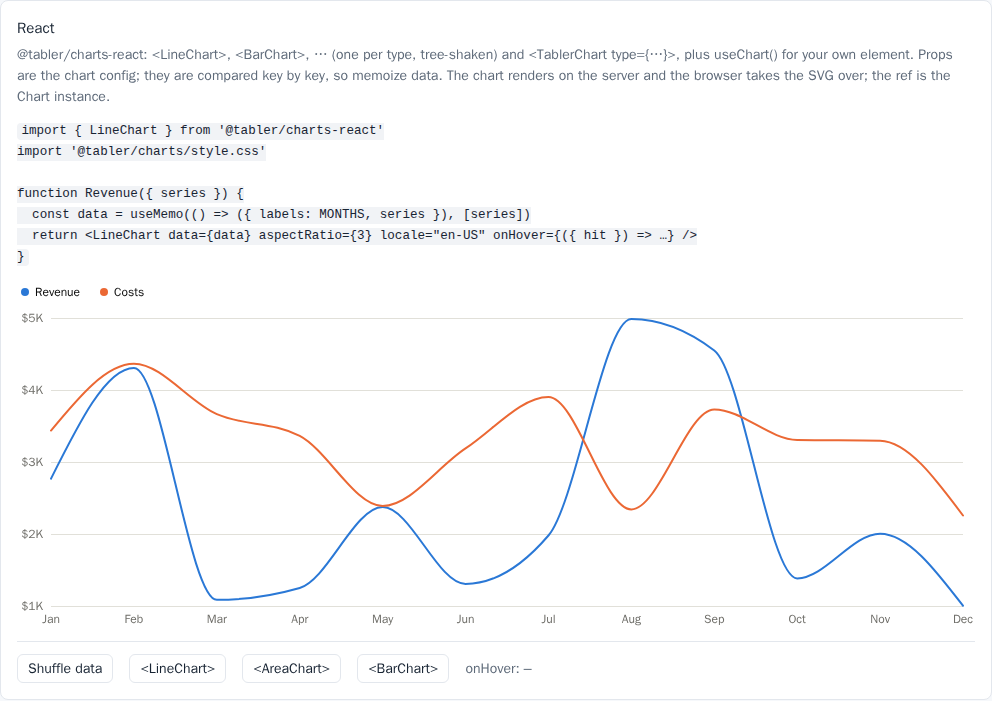 React
@tabler/charts-react: <LineChart>, <BarChart>, ··· (one per type, tree-shaken) and <TablerChart type={···}>, plus useChart() for your own element. Props
are the chart config; they are compared key by key, so memoize data. The chart renders on the server and the browser takes the SVG over; the ref is the
Chart instance.
import { LineChart } from '@tabler/charts-react'
import '@tabler/charts/style.css'
function Revenue({ series }) {
  const data = useMemo(() => ({ labels: MONTHS, series }), [series])
  return <LineChart data={data} aspectRatio={3} locale="en-US" onHover={({ hit }) => …} />
}
Revenue Costs
$5K
$4K
$3K
$2K
$1K
Jan Feb Mar Apr May Jun Jul Aug Sep Oct Nov Dec
Shuffle data <LineChart> <AreaChart> <BarChart> onHover: –